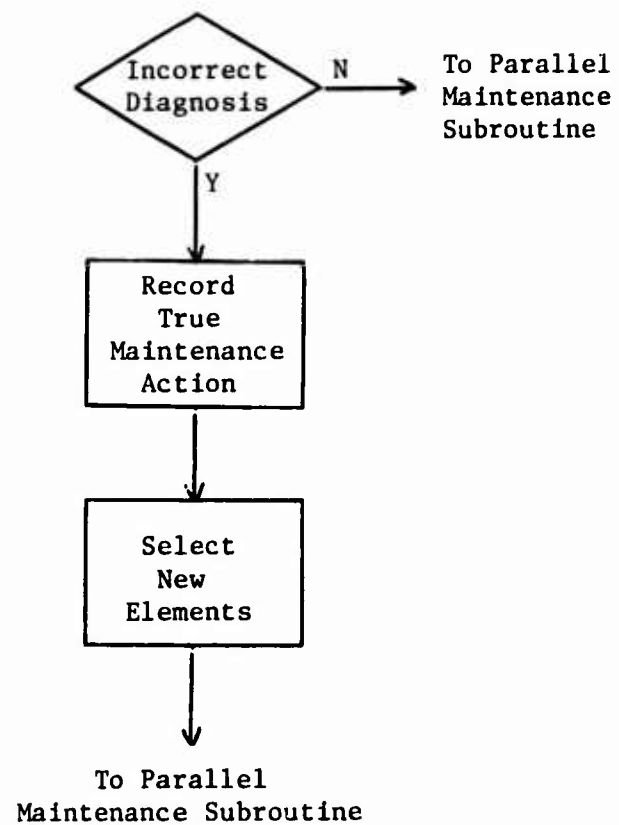 Incorrect
Diagnosis
N
To Parallel
Maintenance
Subroutine
Y
Record
True
Maintenance
Action
Select
New
Elements
To Parallel
Maintenance Subroutine